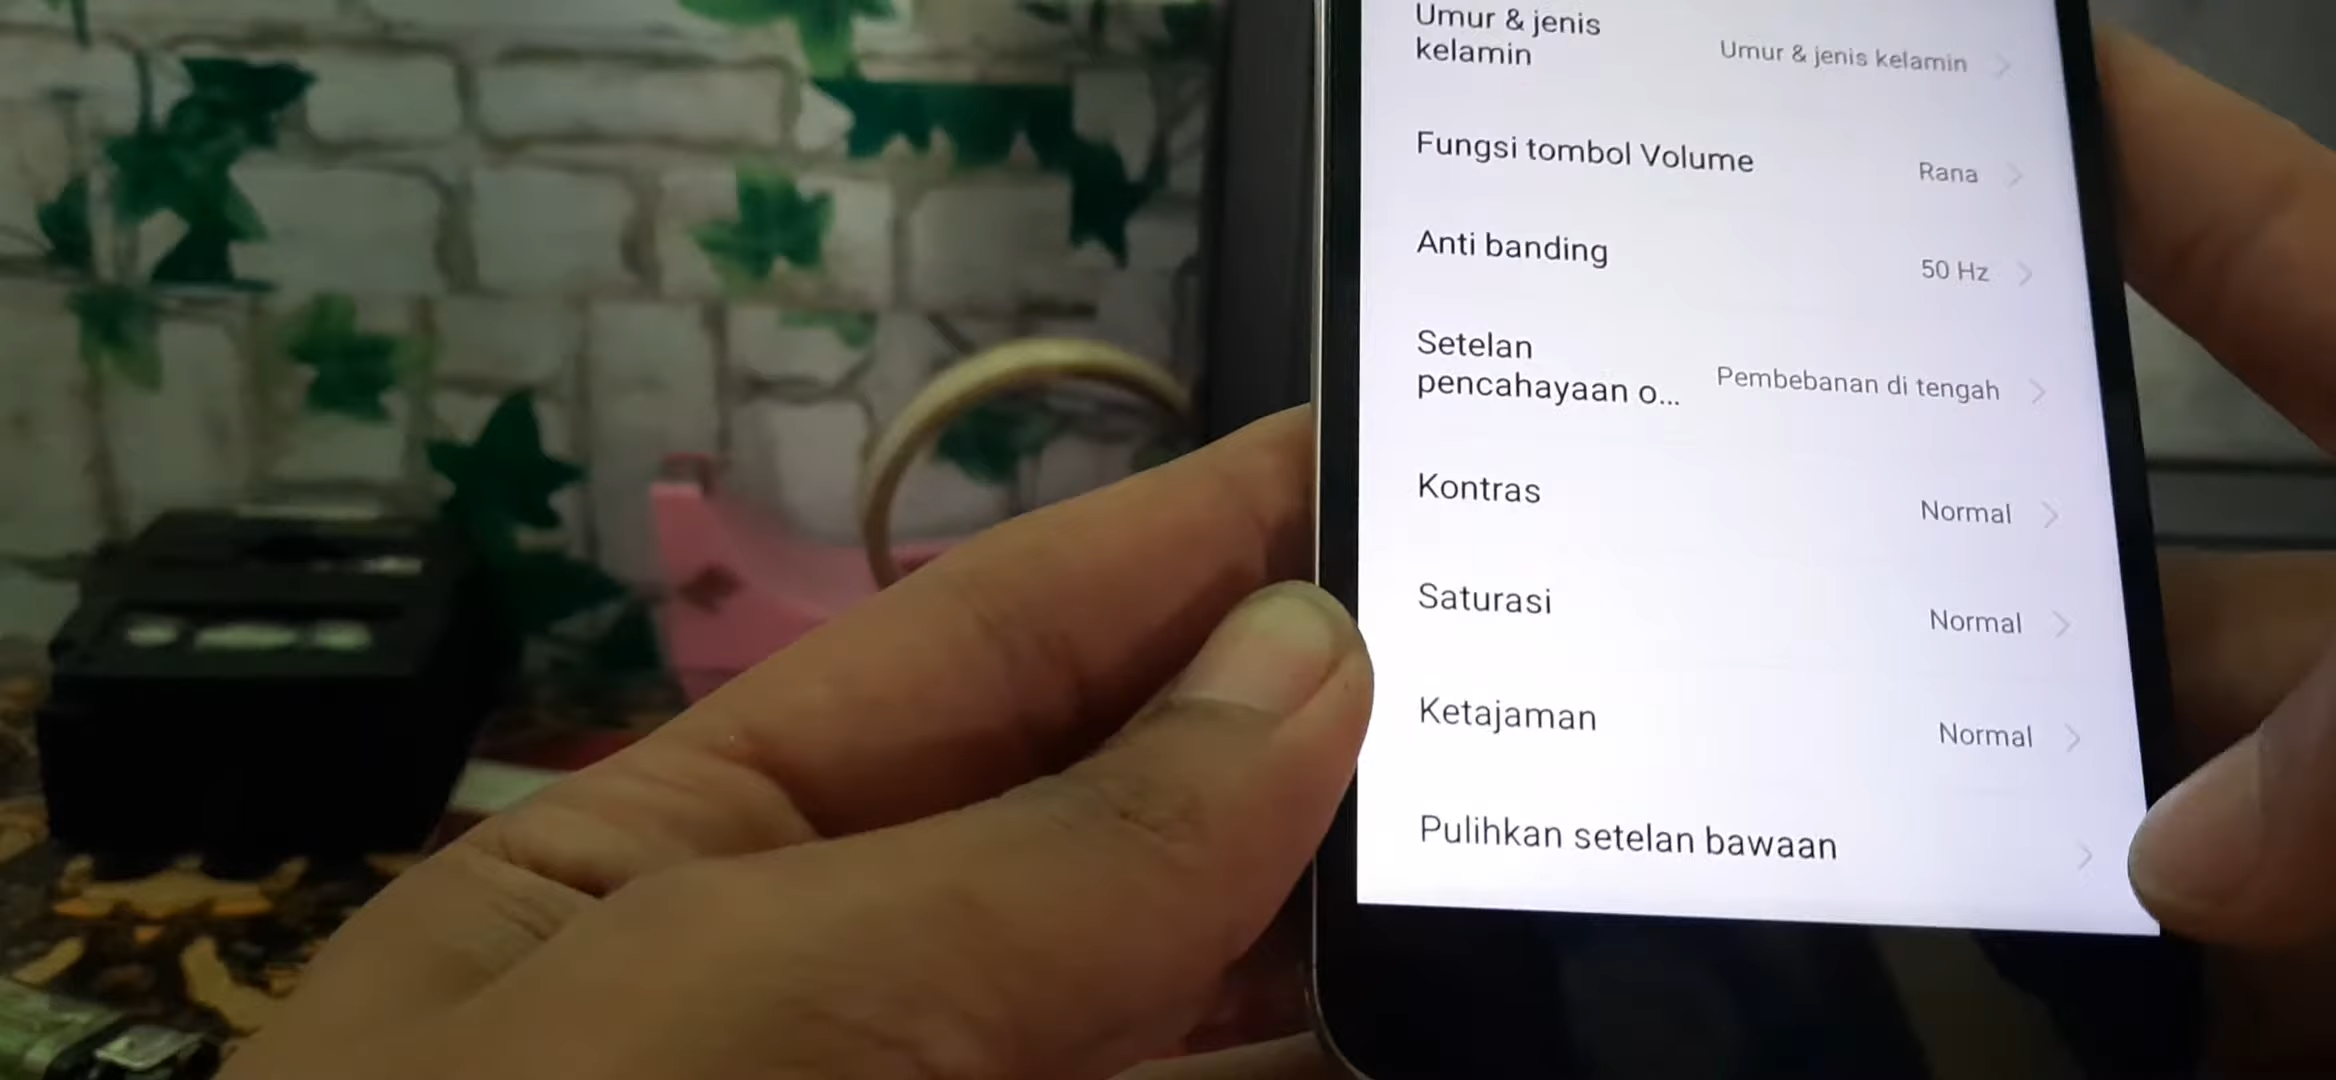 Umur & jenis
kelamin
Umur & jenis kelamin
Fungsi tombol Volume
Rana
Anti banding
50 Hz
Setelan
pencahayaan o...
Pembebanan di tengah
Kontras
Normal
Saturasi
Normal
Ketajaman
Normal
Pulihkan setelan bawaan